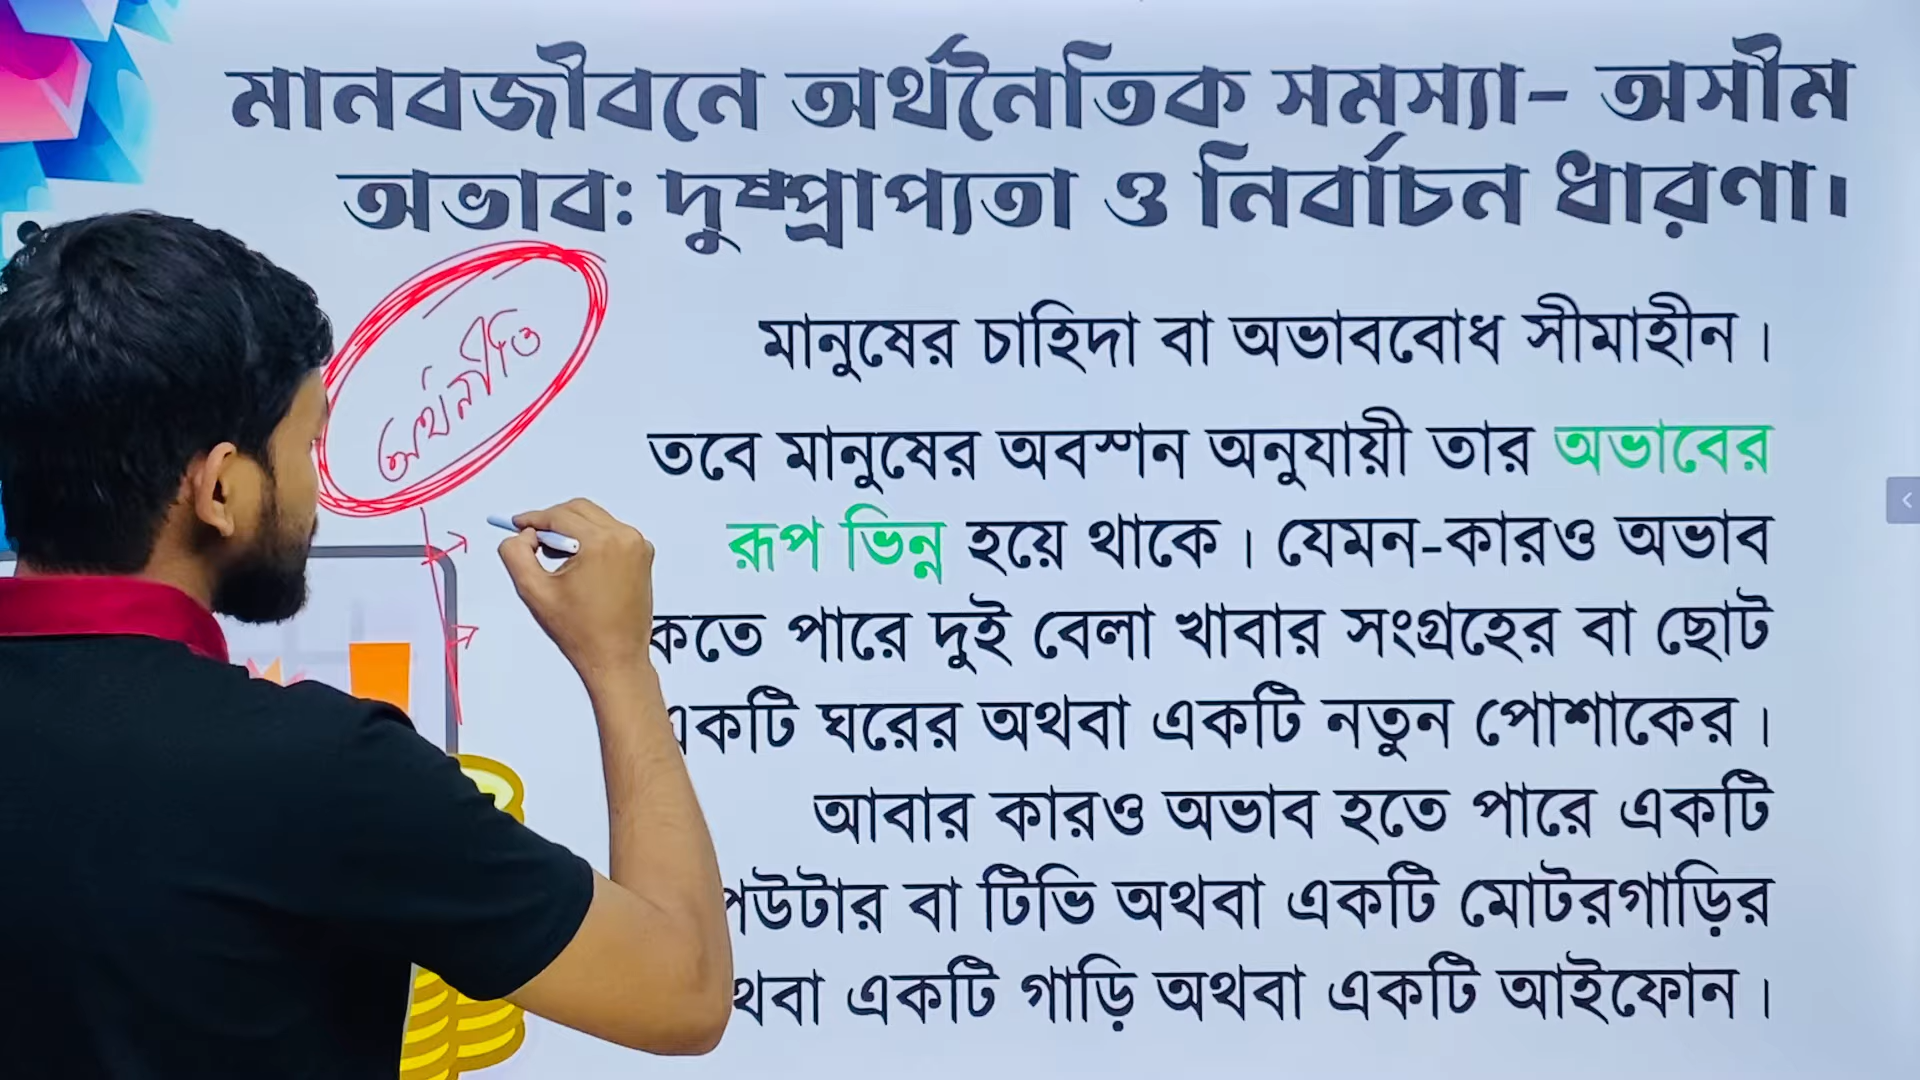 মানবজীবনে অর্থনৈতিক সমস্যা- অসীম
অভাব: দুষ্প্রাপ্যতা ও নির্বাচন ধারণা।
অর্থনীতি
মানুষের চাহিদা বা অভাববোধ সীমাহীন।
তবে মানুষের অবস্থান অনুযায়ী তার অভাবের
রূপ ভিন্ন হয়ে থাকে। যেমন-কারও অভাব
কতে পারে দুই বেলা খাবার সংগ্রহের বা ছোট
একটি ঘরের অথবা একটি নতুন পোশাকের।
আবার কারও অভাব হতে পারে একটি
পউটার বা টিভি অথবা একটি মোটরগাড়ির
থবা একটি গাড়ি অথবা একটি আইফোন।